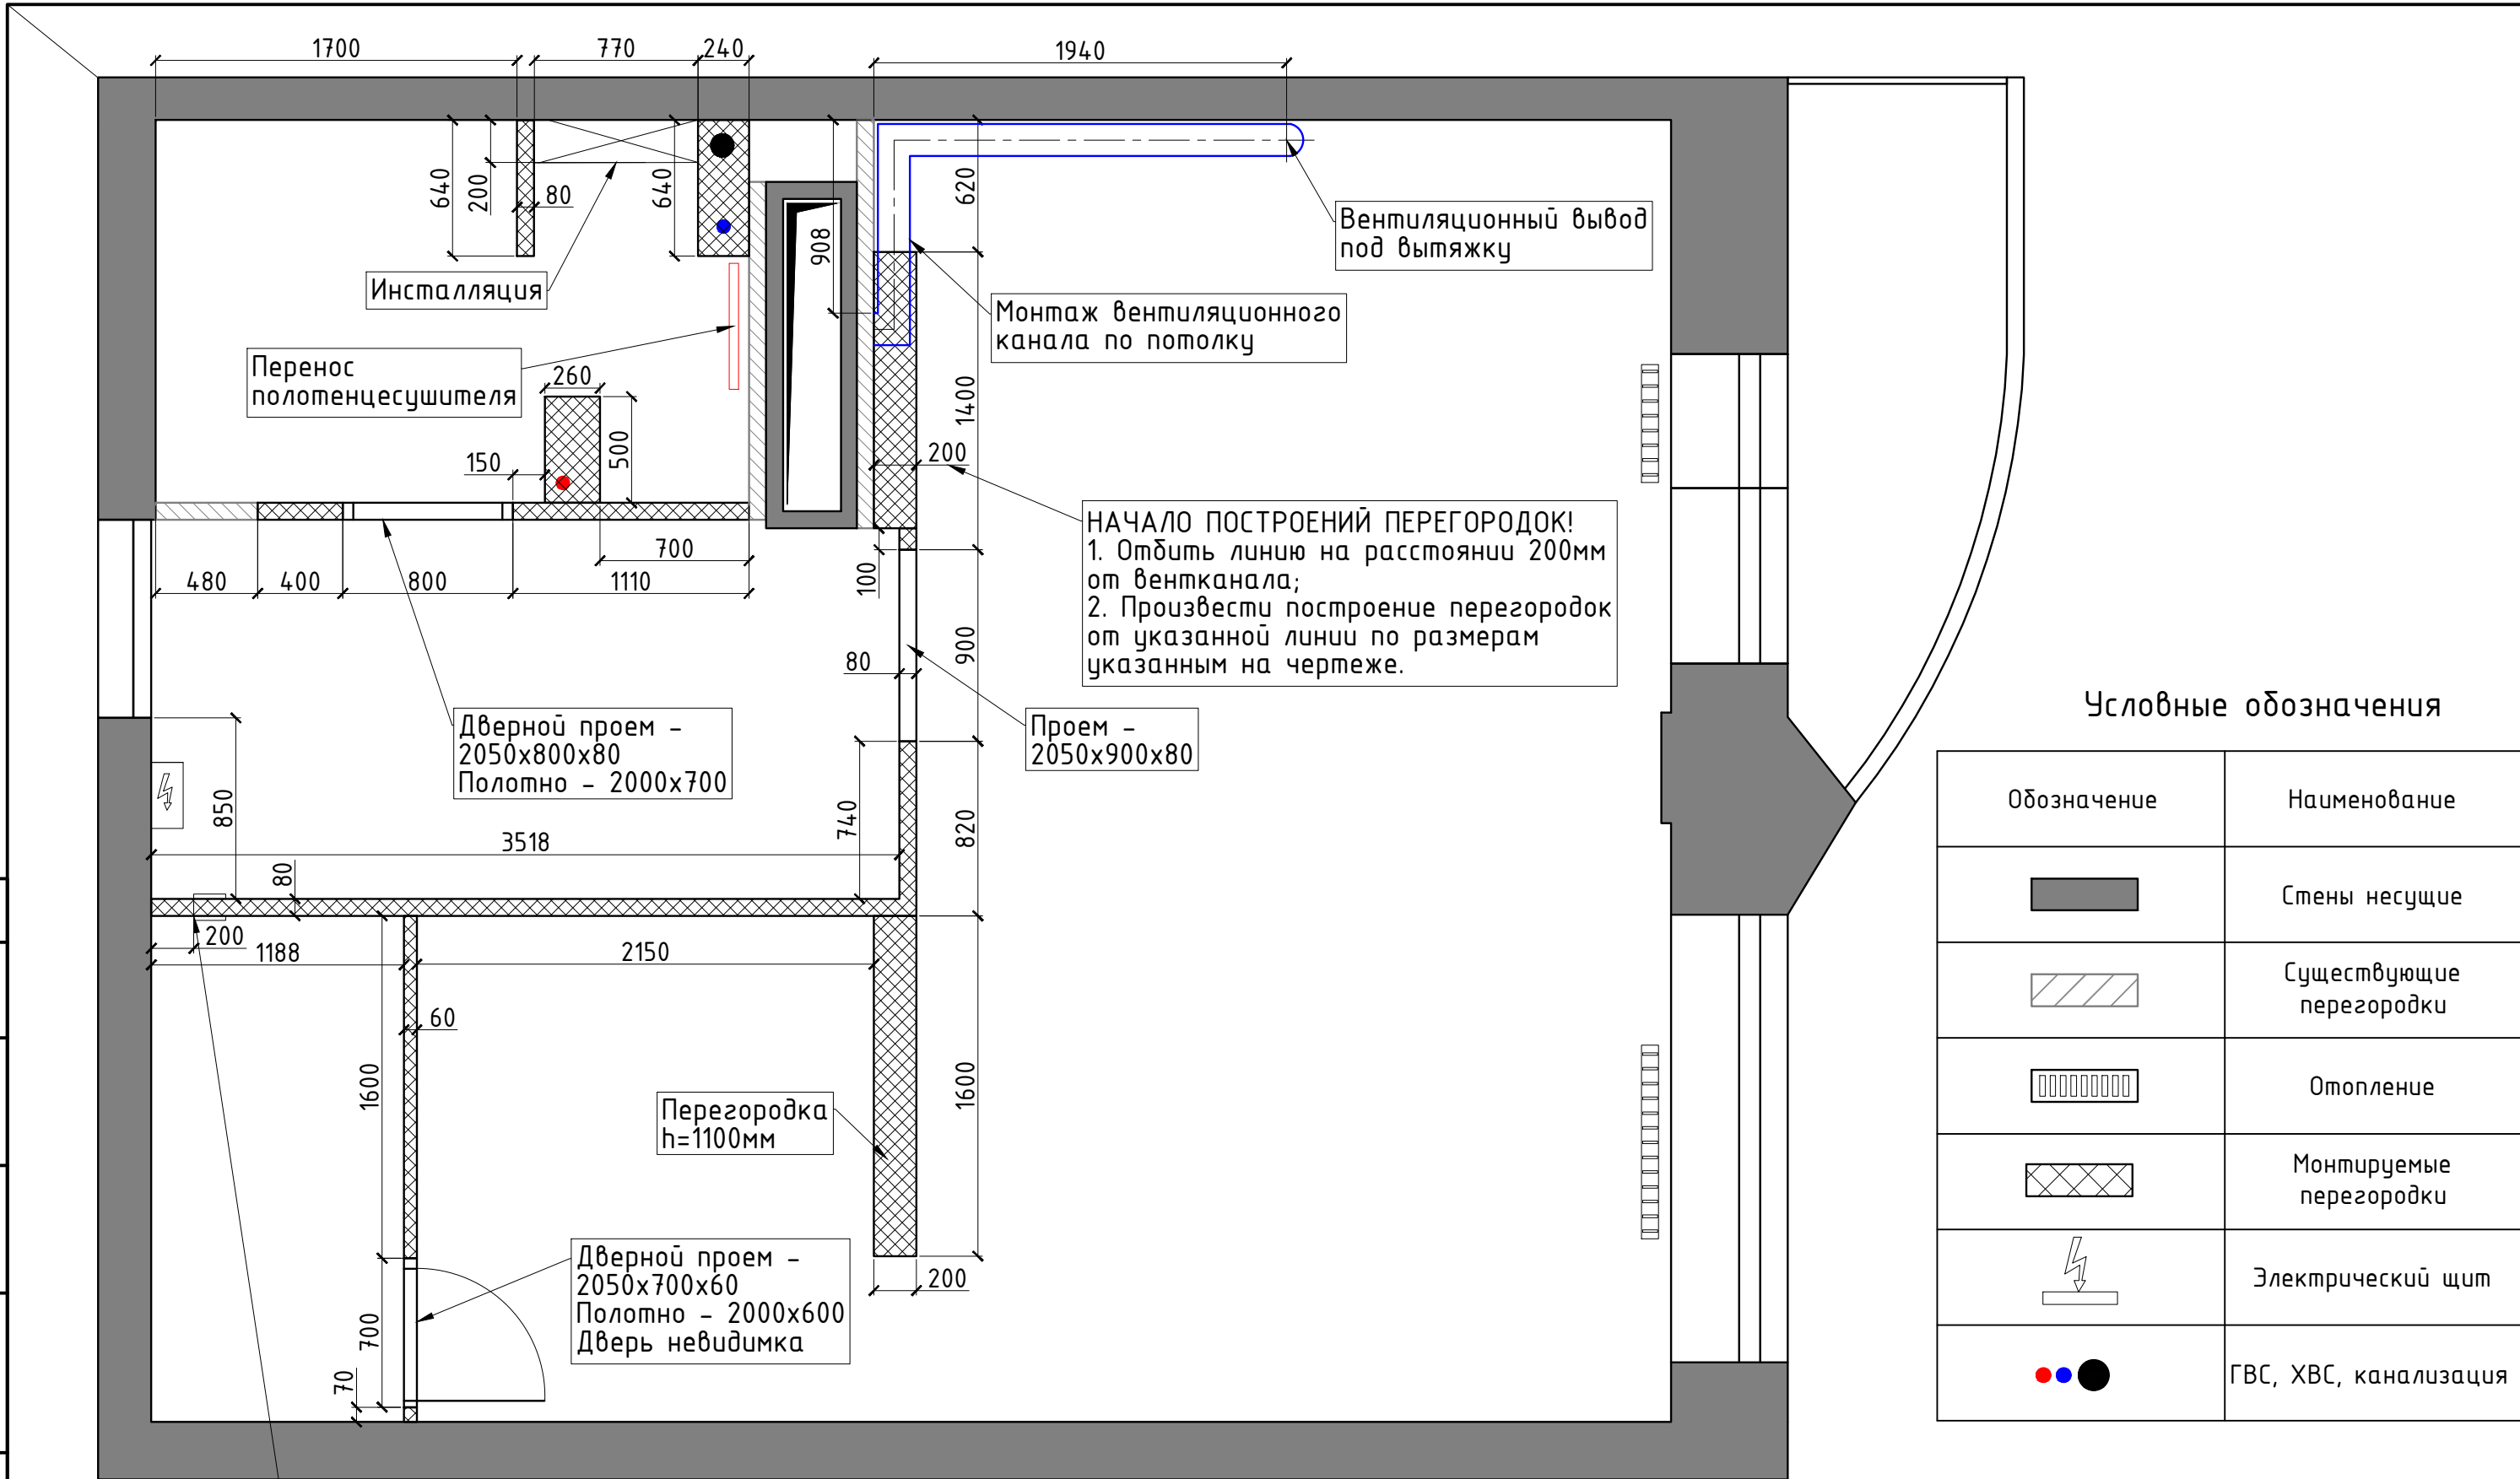 1700
770
240
1940
640
200
80
640
908
620
Вентиляционный вывод
под вытяжку
Инсталляция
Монтаж вентиляционного
канала по потолку
Перенос
полотенцесушителя
260
1400
500
150
200
НАЧАЛО ПОСТРОЕНИЙ ПЕРЕГОРОДОК!
1. Отбить линию на расстоянии 200мм
от вентканала;
2. Произвести построение перегородок
от указанной линии по размерам
указанным на чертеже.
700
480
400
800
1110
100
900
80
Дверной проем -
2050х800х80
Полотно - 2000х700
Проем -
2050х900х80
850
740
820
3518
80
200
1188
2150
60
1600
1600
Перегородка
h=1100мм
Дверной проем -
2050х700х60
Полотно - 2000х600
Дверь невидимка
200
700
70
Условные обозначения
Обозначение
Наименование
Стены несущие
Существующие
перегородки
Отопление
Монтируемые
перегородки
Электрический щит
ГВС, ХВС, канализация